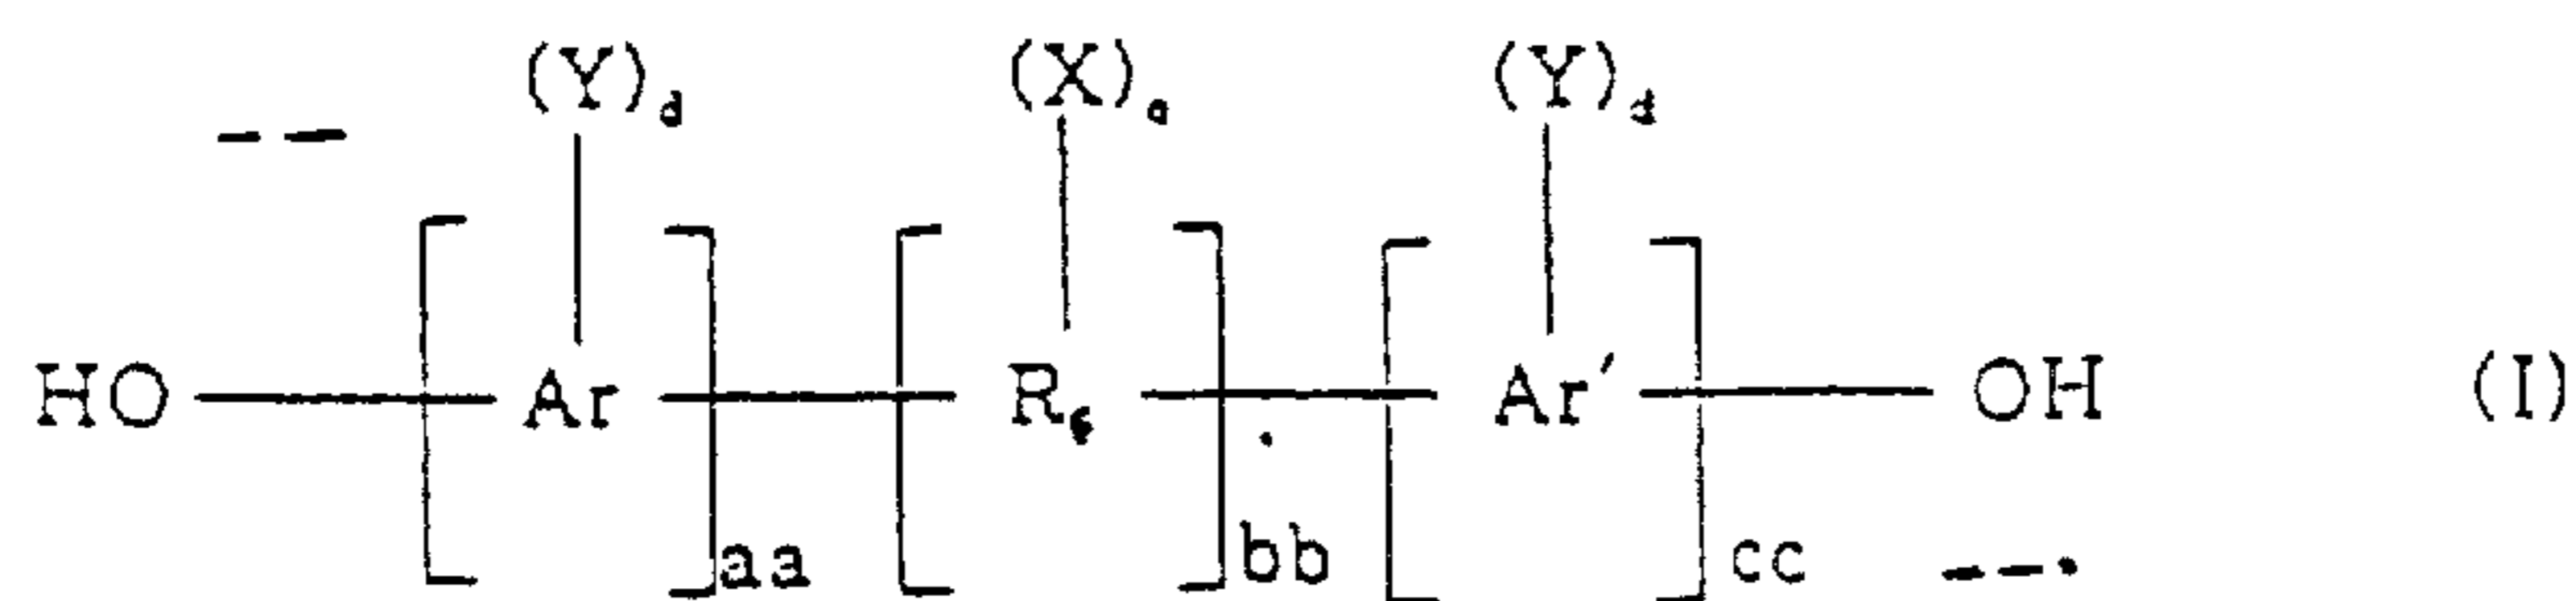 (Y)d (X)e (Y)d
--
HO [ Ar ]aa [ R ]bb [ Ar′ ]cc OH (I)
--.